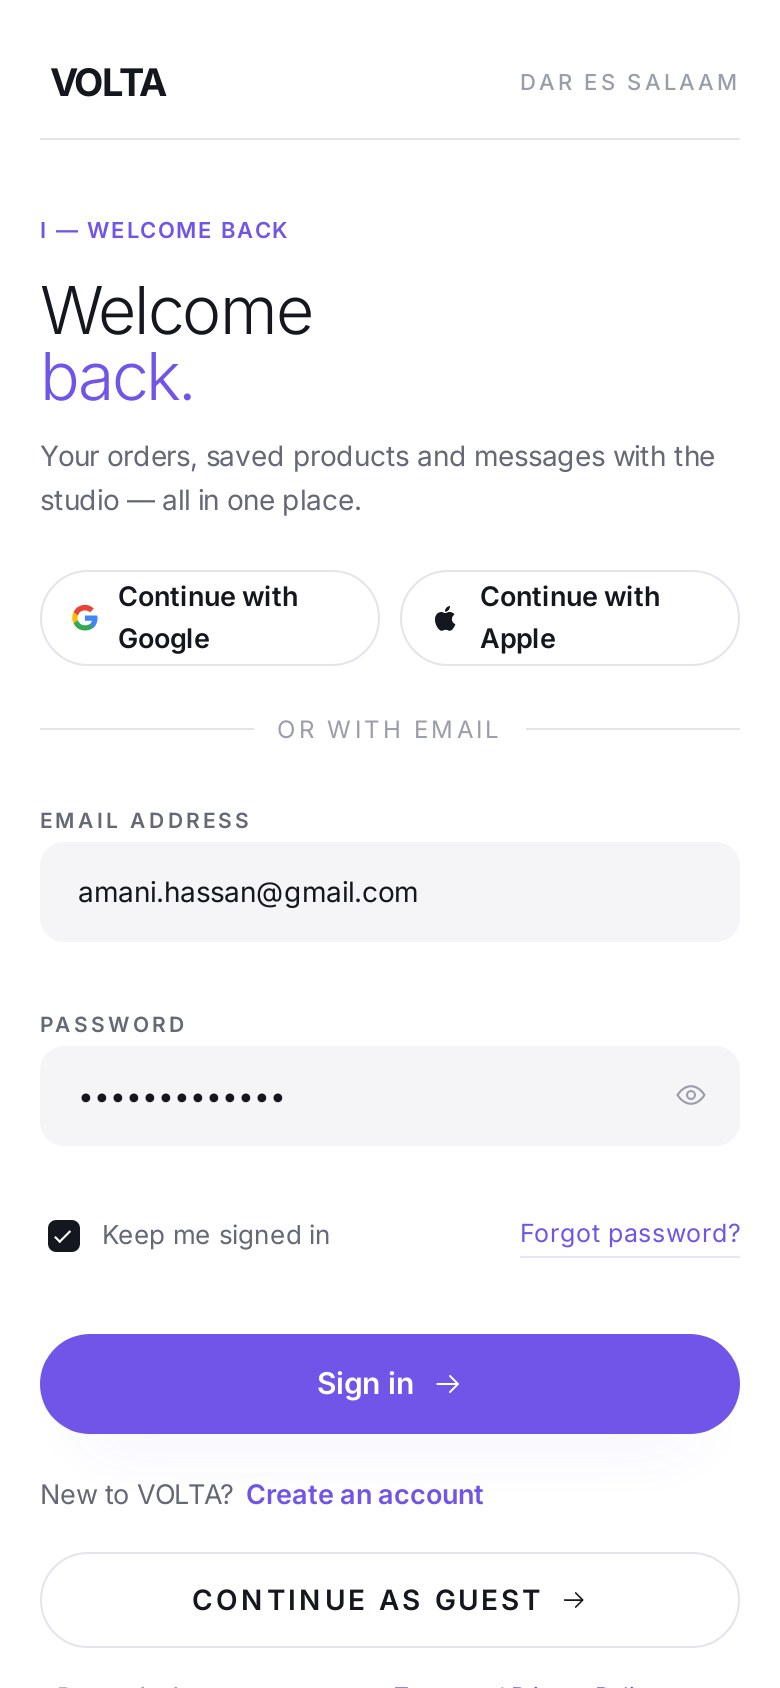 VOLTA
DAR ES SALAAM
I — WELCOME BACK
Welcome
back.
Your orders, saved products and messages with the
studio — all in one place.
Continue with
Google
Continue with
Apple
OR WITH EMAIL
EMAIL ADDRESS
amani.hassan@gmail.com
PASSWORD
•••••••••••••
Keep me signed in
Forgot password?
Sign in →
New to VOLTA? Create an account
CONTINUE AS GUEST →